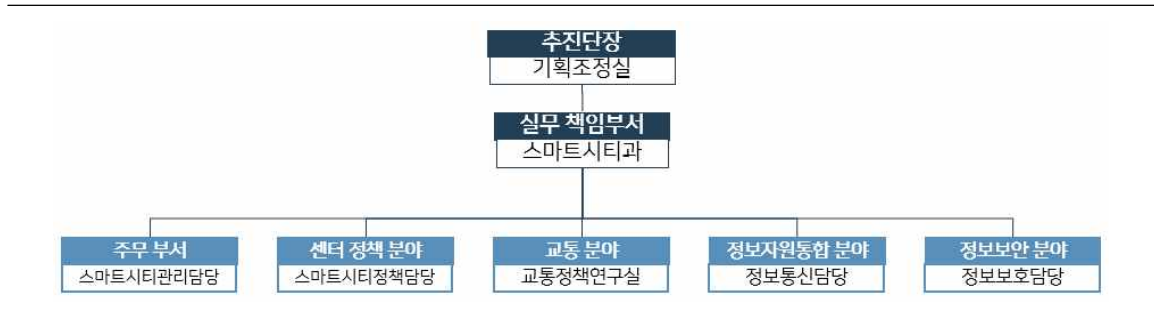 추진단장
기획조정실
실무 책임부서
스마트시티과
주무 부서
스마트시티관리담당
센터 정책 분야
스마트시티정책담당
교통 분야
교통정책연구실
정보자원통합 분야
정보통신담당
정보보안 분야
정보보호담당